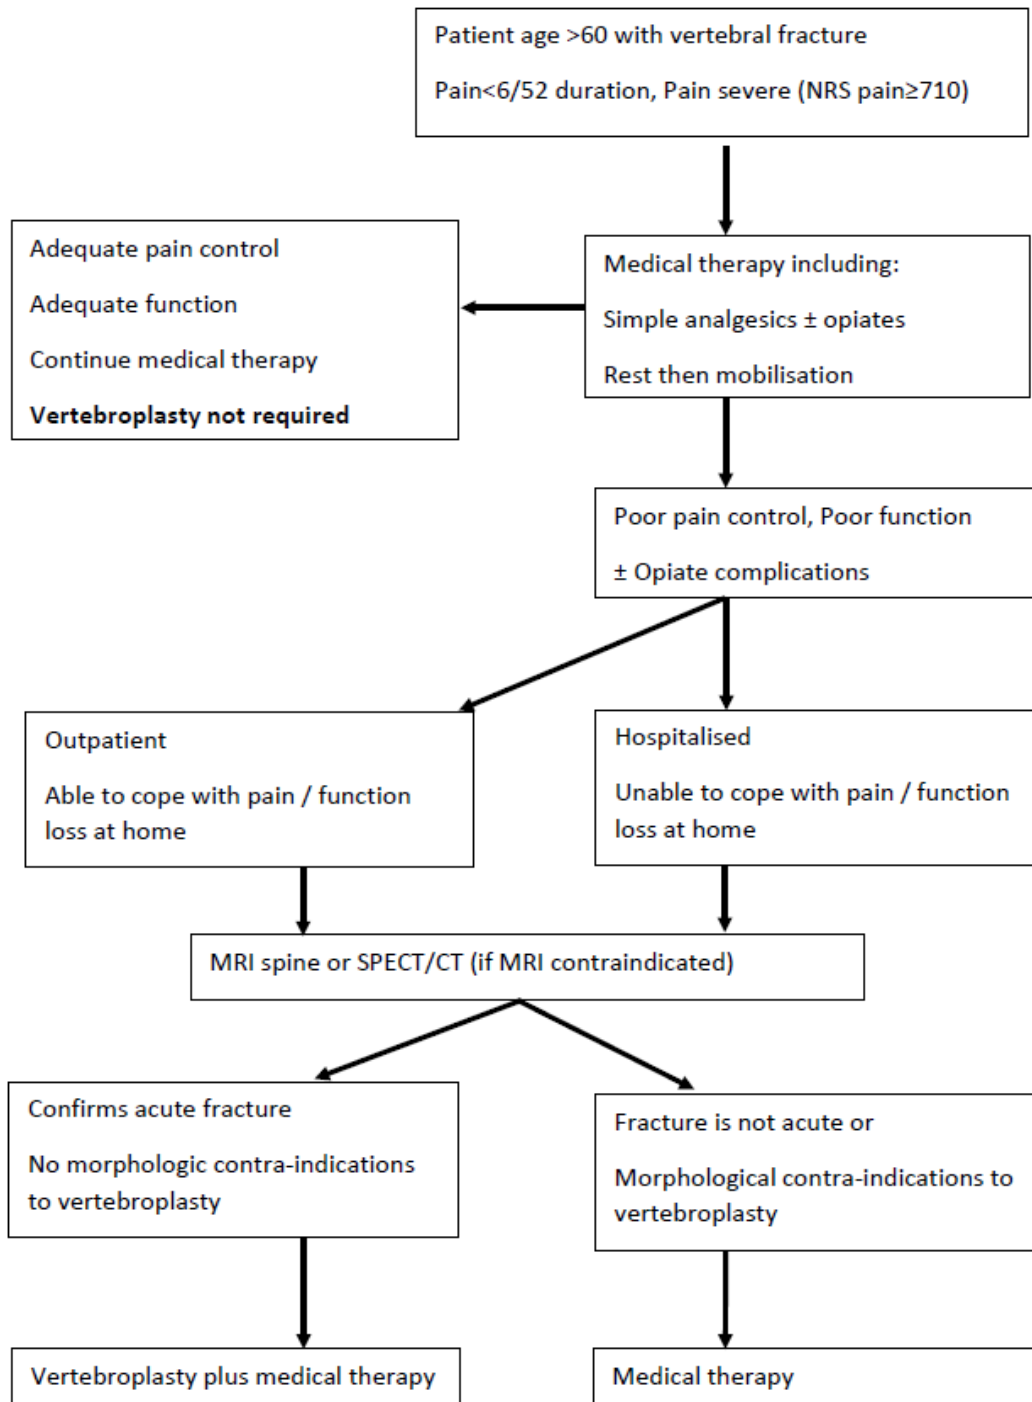 Patient age >60 with vertebral fracture
Pain<6/52 duration, Pain severe (NRS pain≥710)
Adequate pain control
Adequate function
Continue medical therapy
Vertebroplasty not required
Medical therapy including:
Simple analgesics ± opiates
Rest then mobilisation
Poor pain control, Poor function
± Opiate complications
Outpatient
Able to cope with pain / function
loss at home
Hospitalised
Unable to cope with pain / function
loss at home
MRI spine or SPECT/CT (if MRI contraindicated)
Confirms acute fracture
No morphologic contra-indications
to vertebroplasty
Fracture is not acute or
Morphological contra-indications to
vertebroplasty
Vertebroplasty plus medical therapy
Medical therapy